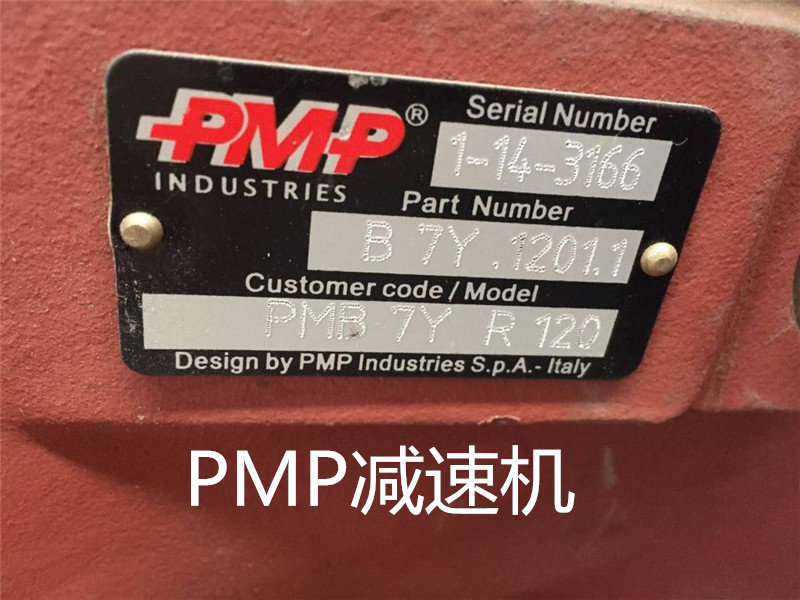 PMP®
INDUSTRIES
Serial Number
1-14-3166
Part Number
B 7Y .1201.1
Customer code / Model
PMB 7Y R 120
Design by PMP Industries S.p.A.- Italy
PMP减速机